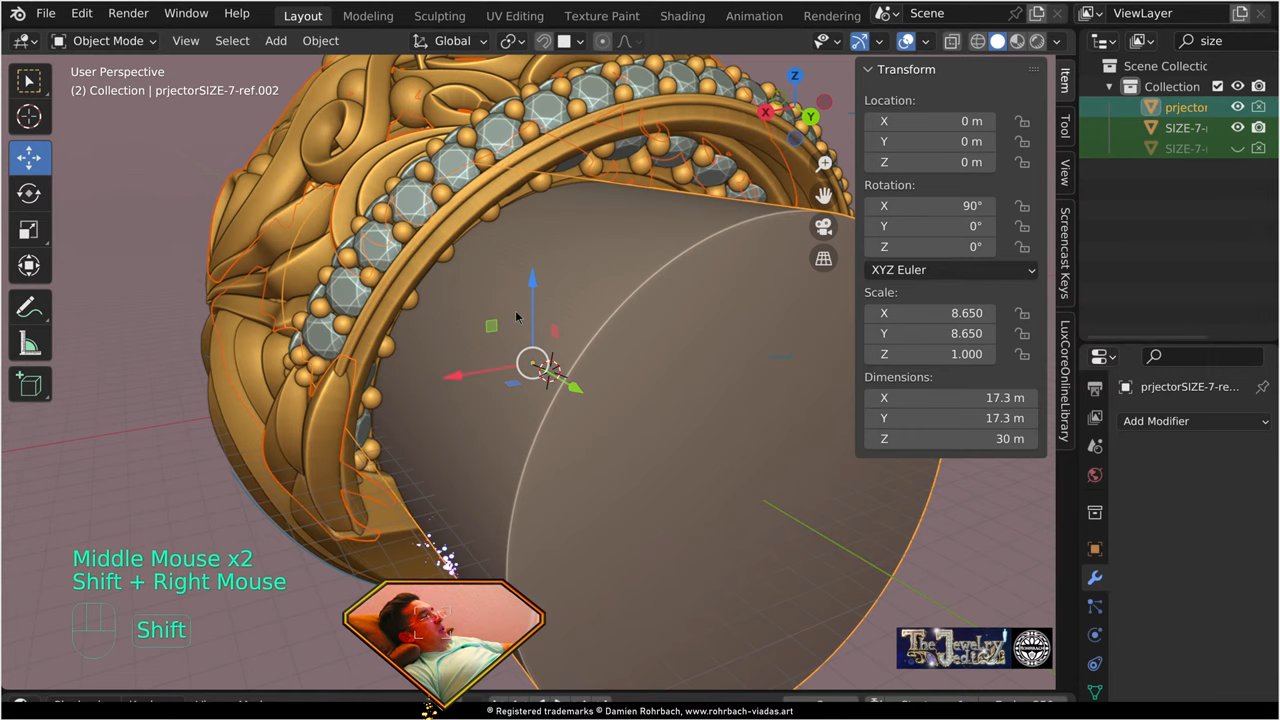 File Edit Render Window Help Layout Modeling Sculpting UV Editing Texture Paint Shading Animation Rendering Scene ViewLayer
Object Mode View Select Add Object Global size
User Perspective
(2) Collection | prjectorSIZE-7-ref.002
Z
X
Y
Transform
Location:
X 0 m
Y 0 m
Z 0 m
Rotation:
X 90°
Y 0°
Z 0°
XYZ Euler
Scale:
X 8.650
Y 8.650
Z 1.000
Dimensions:
X 17.3 m
Y 17.3 m
Z 30 m
Item
Tool
View
Screencast Keys
LuxCoreOnlineLibrary
Scene Collectic
Collection
prjector
SIZE-7-
SIZE-7-
prjectorSIZE-7-re...
Add Modifier
Middle Mouse x2
Shift + Right Mouse
Shift
The Jewelry
ROHRBACH
® Registered trademarks © Damien Rohrbach, www.rohrbach-viadas.art